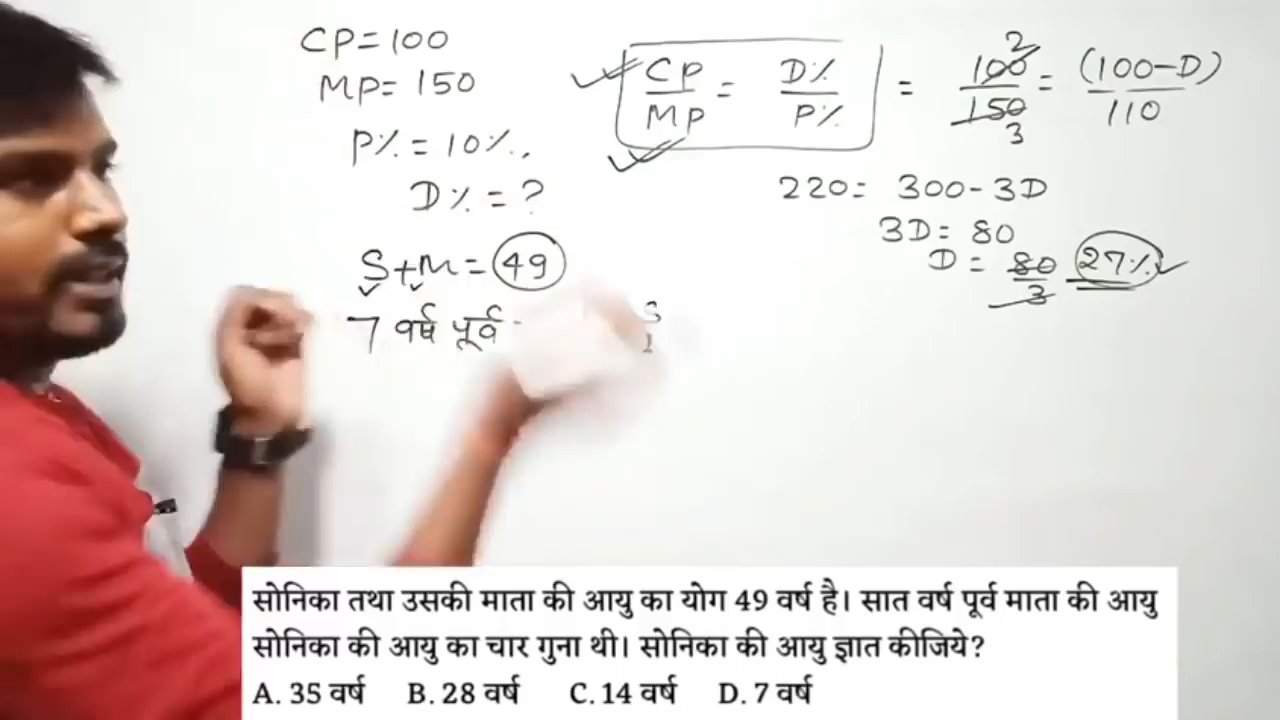 CP=100
MP= 150
P%=10%,
D%=?
CP/MP = D%/P% = 100/150 2/3 = (100-D)/110
220= 300-3D
3D= 80
D = 80/3 27%
S+M=49
7 वर्ष पूर्व
S
1
सोनिका तथा उसकी माता की आयु का योग 49 वर्ष है। सात वर्ष पूर्व माता की आयु
सोनिका की आयु का चार गुना थी। सोनिका की आयु ज्ञात कीजिये?
A. 35 वर्ष B. 28 वर्ष C. 14 वर्ष D. 7 वर्ष